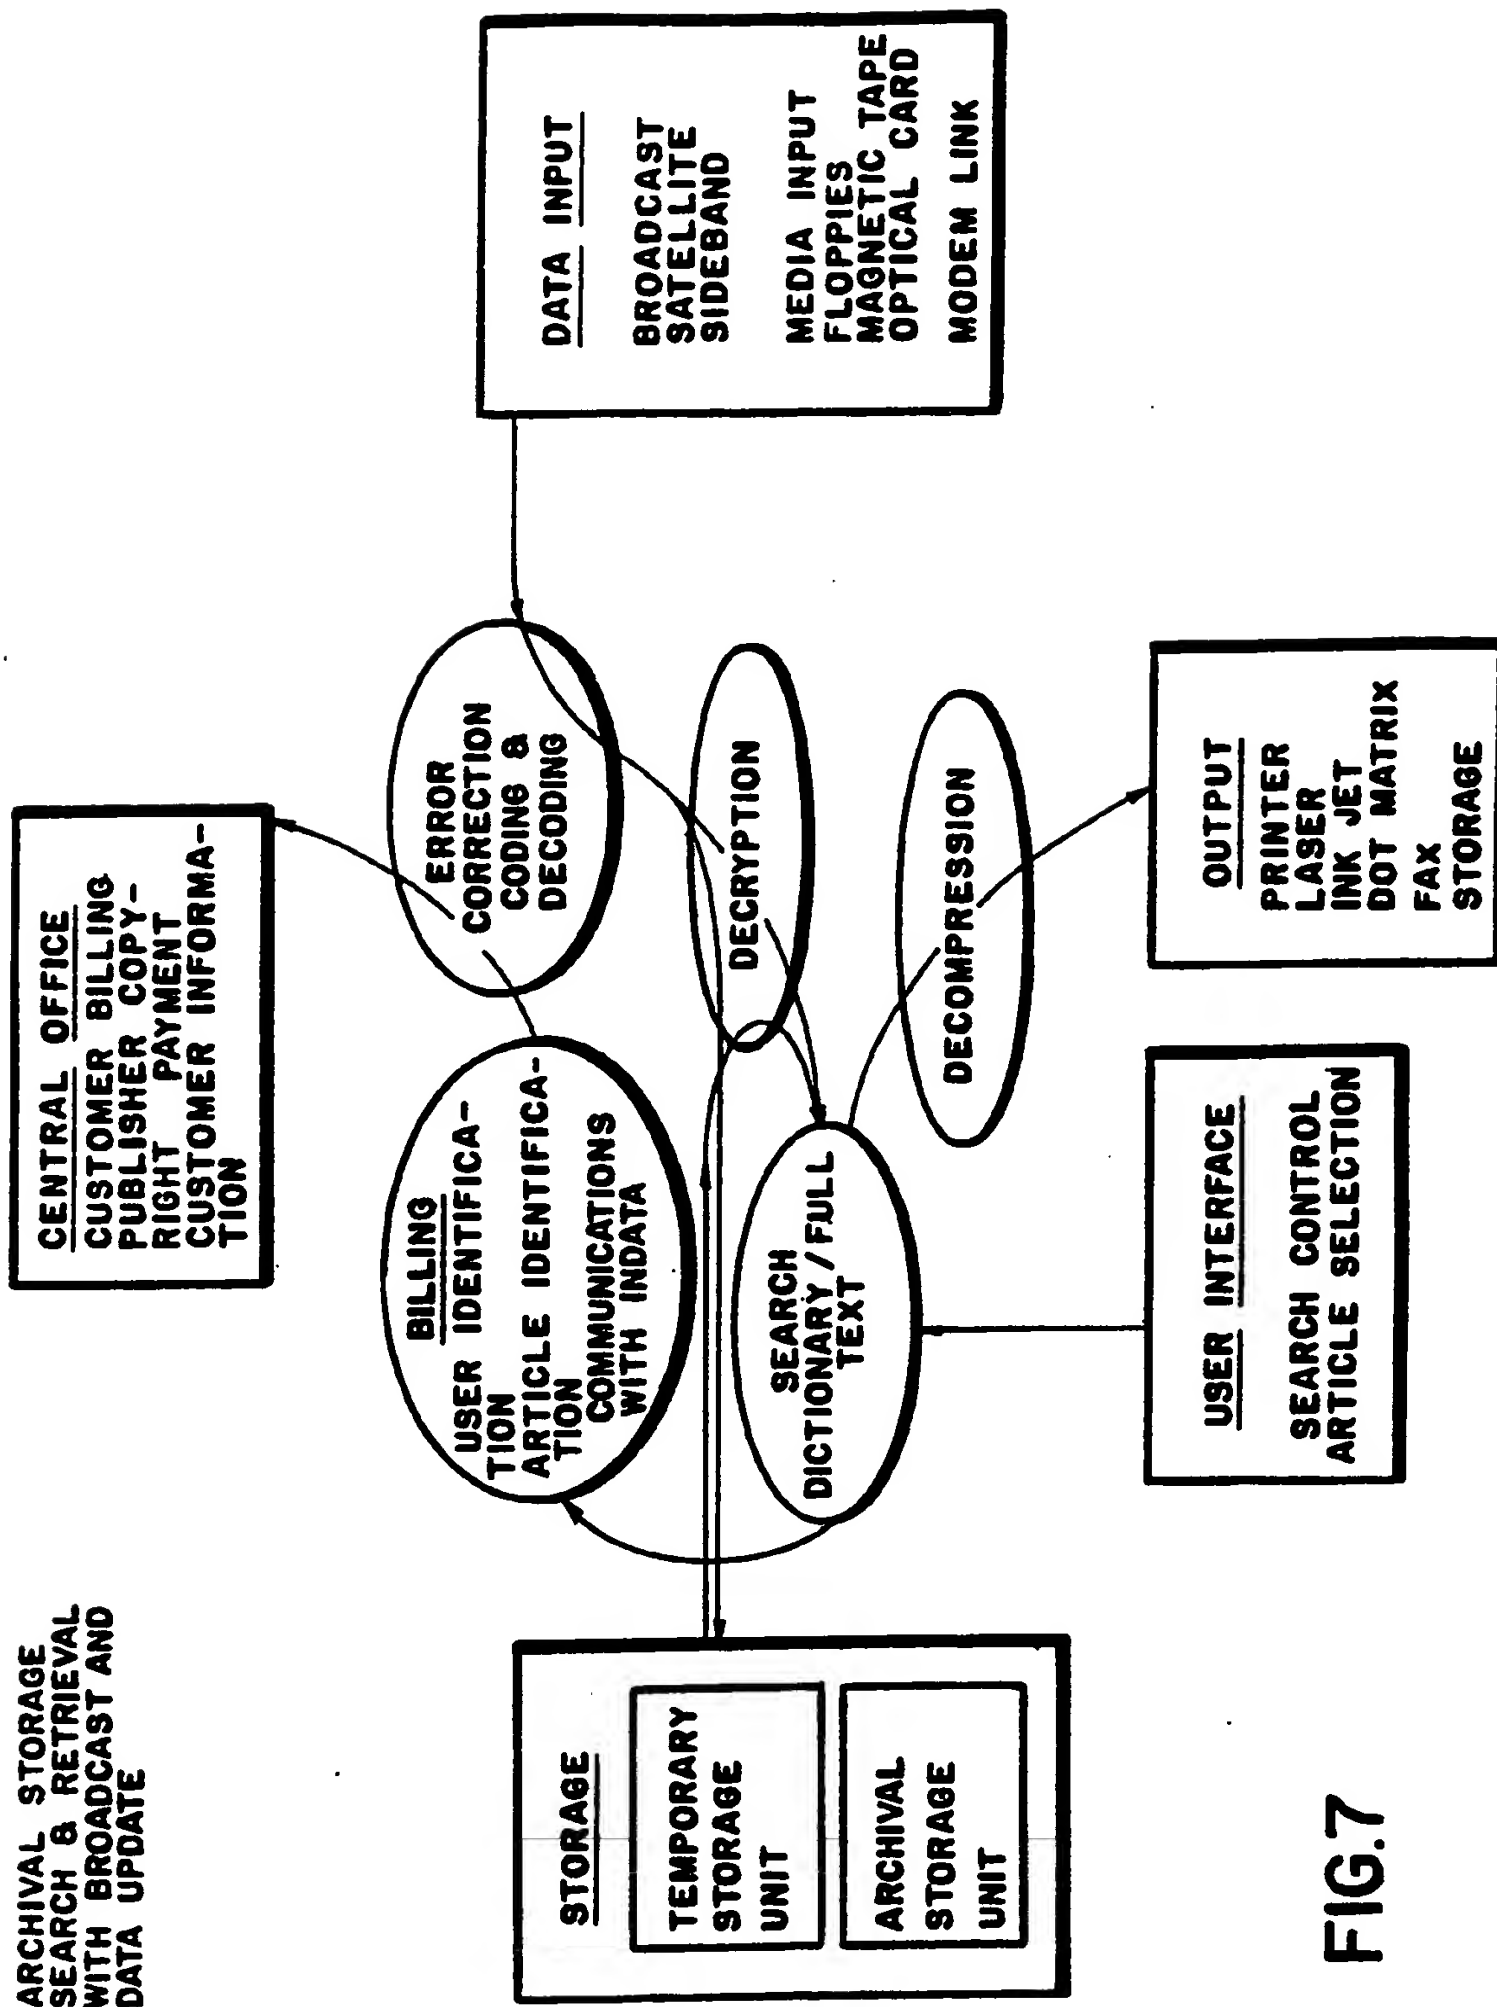 ARCHIVAL STORAGE
SEARCH & RETRIEVAL
WITH BROADCAST AND
DATA UPDATE
CENTRAL OFFICE
CUSTOMER BILLING
PUBLISHER COPY-
RIGHT PAYMENT
CUSTOMER INFORMA-
TION
BILLING
USER IDENTIFICA-
TION
ARTICLE IDENTIFICA-
TION
COMMUNICATIONS
WITH INDATA
ERROR
CORRECTION
CODING &
DECODING
DATA INPUT
BROADCAST
SATELLITE
SIDEBAND
MEDIA INPUT
FLOPPIES
MAGNETIC TAPE
OPTICAL CARD
MODEM LINK
STORAGE
TEMPORARY
STORAGE
UNIT
ARCHIVAL
STORAGE
UNIT
SEARCH
DICTIONARY/FULL
TEXT
DECRYPTION
DECOMPRESSION
USER INTERFACE
SEARCH CONTROL
ARTICLE SELECTION
OUTPUT
PRINTER
LASER
INK JET
DOT MATRIX
FAX
STORAGE
FIG.7